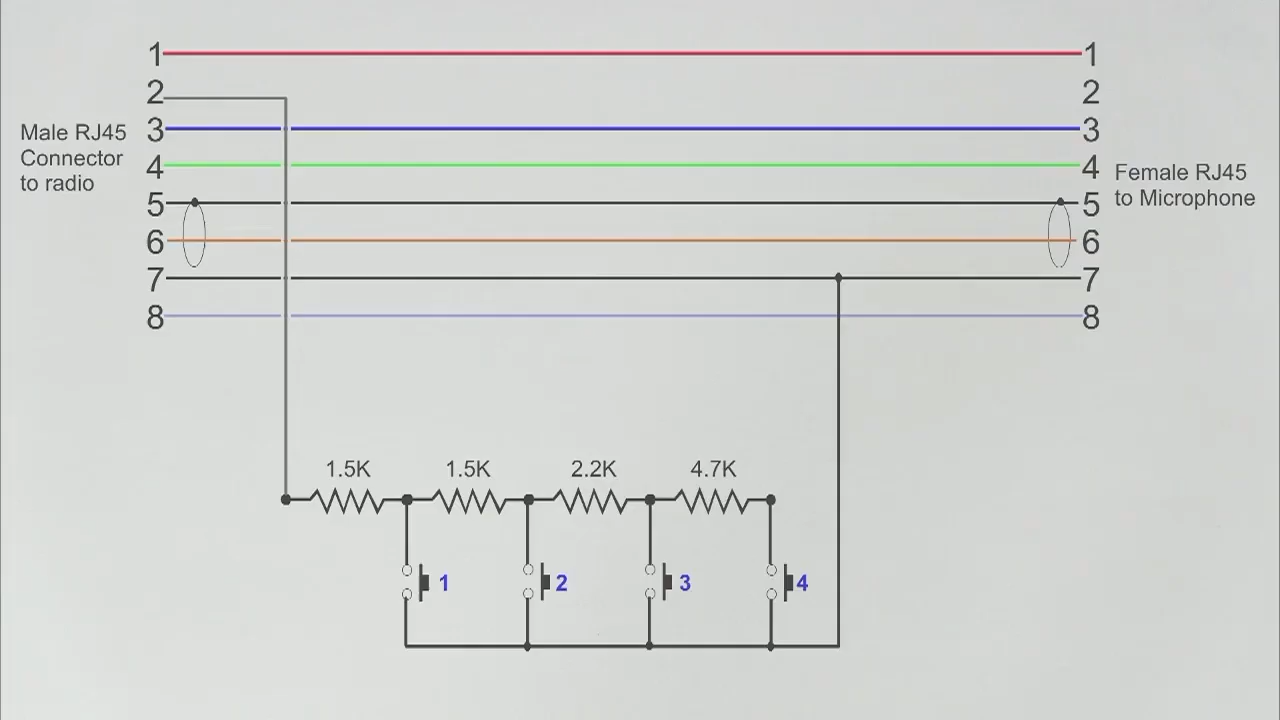 1 1
2 2
Male RJ45
Connector
to radio
3 3
4 4
Female RJ45
to Microphone
5 5
6 6
7 7
8 8
1.5K 1.5K 2.2K 4.7K
1 2 3 4